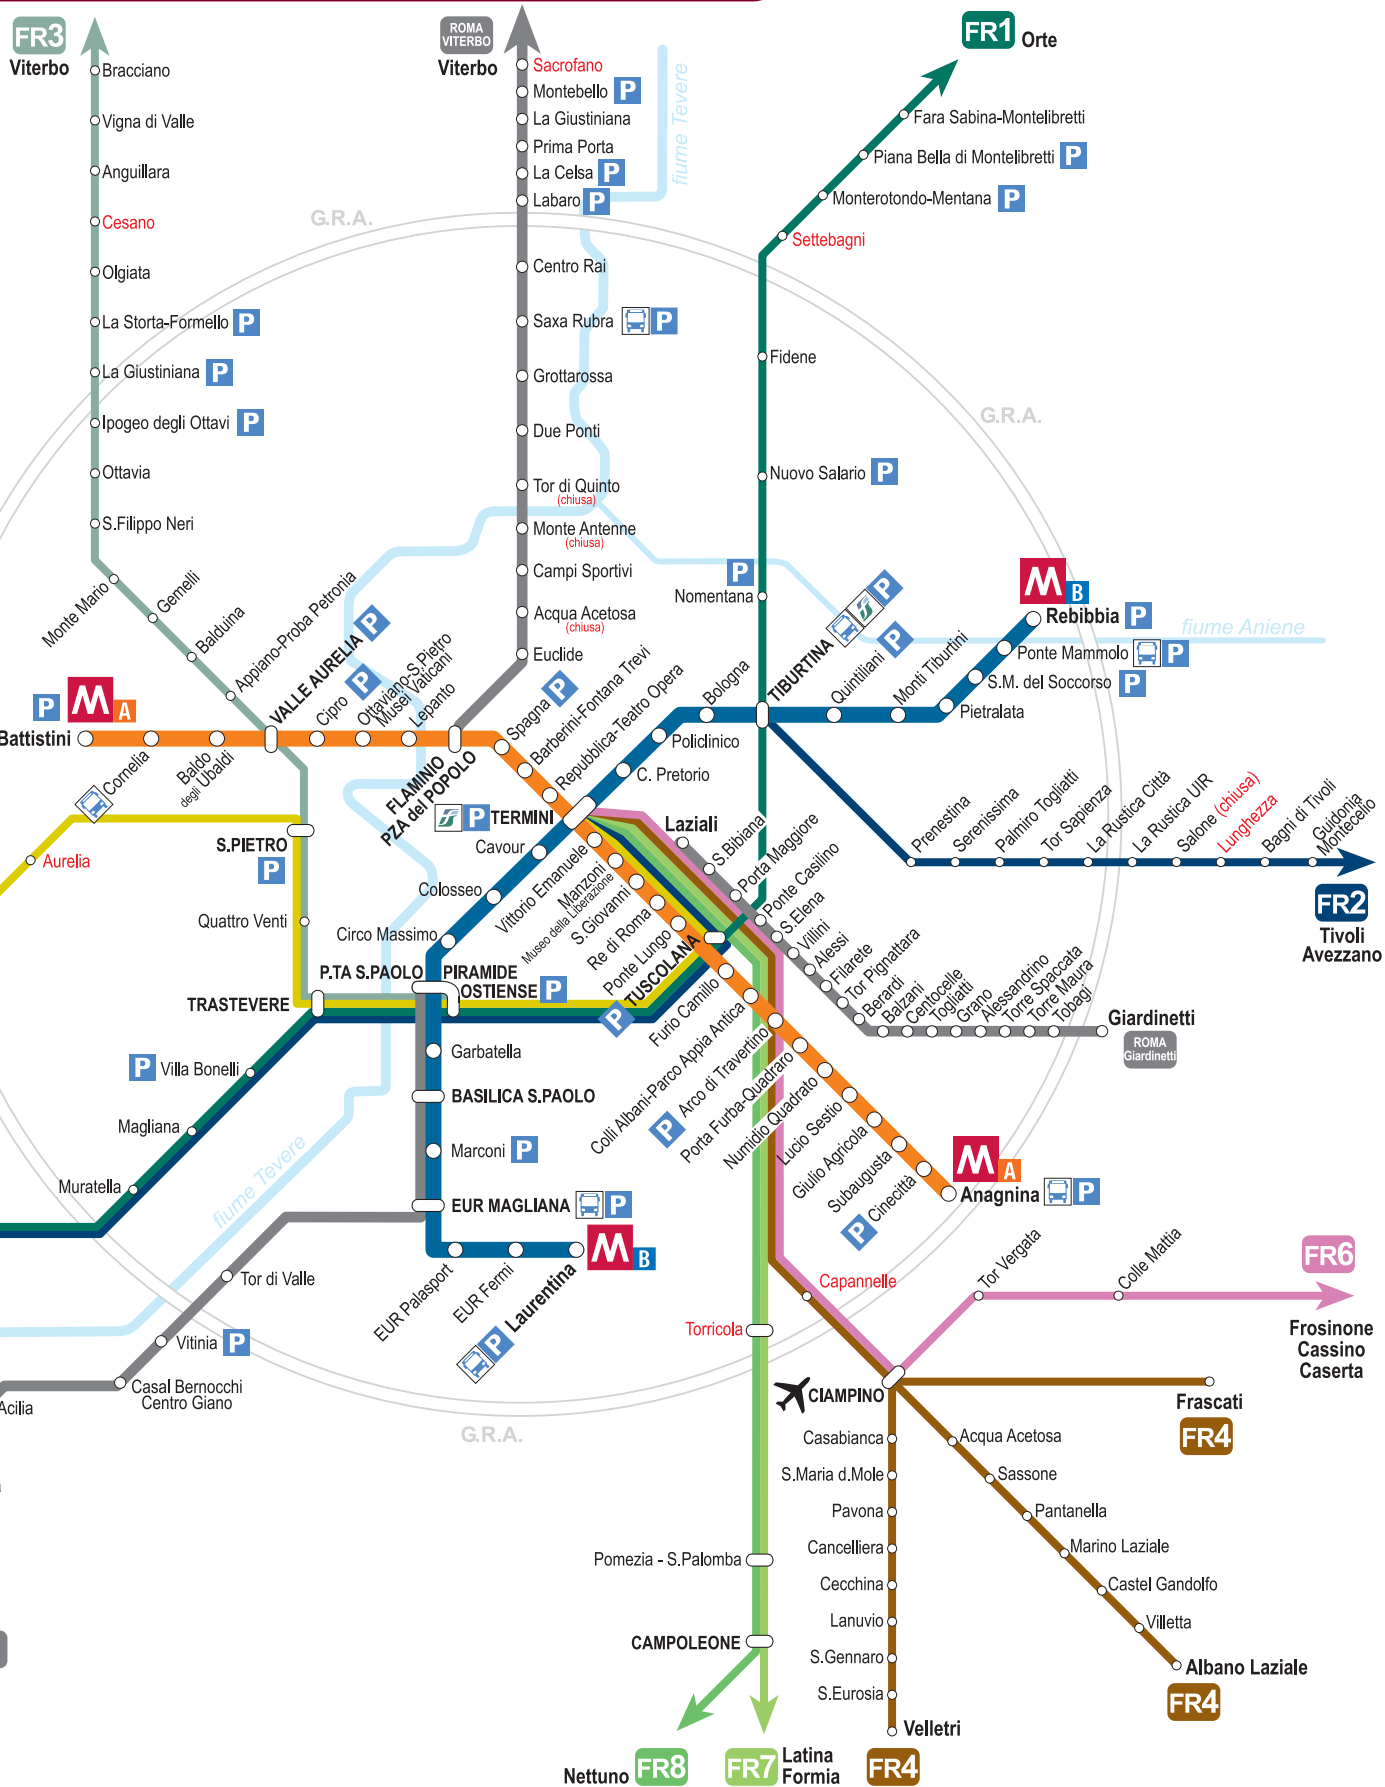 FR3
Viterbo
Bracciano
Vigna di Valle
Anguillara
Cesano
Olgiata
La Storta-Formello P
La Giustiniana P
Ipogeo degli Ottavi P
Ottavia
S.Filippo Neri
Monte Mario
Gemelli
Balduina
Appiano-Proba Petronia
VALLE AURELIA P
ROMA
VITERBO
Viterbo
Sacrofano
Montebello P
La Giustiniana
Prima Porta
La Celsa P
Labaro P
Centro Rai
Saxa Rubra P
Grottarossa
Due Ponti
Tor di Quinto
(chiusa)
Monte Antenne
(chiusa)
Campi Sportivi
Acqua Acetosa
(chiusa)
Euclide
fiume Tevere
G.R.A.
FR1 Orte
Fara Sabina-Montelibretti
Piana Bella di Montelibretti P
Monterotondo-Mentana P
Settebagni
Fidene
G.R.A.
Nuovo Salario P
P
Nomentana
TIBURTINA P
Quintiliani P
Monti Tiburtini
Pietralata
S.M. del Soccorso P
Ponte Mammolo P
Rebibbia P
M B
fiume Aniene
P M A
Battistini
Cornelia
Baldo
degli Ubaldi
Cipro P
Ottaviano-S.Pietro
Musei Vaticani
Lepanto
FLAMINIO
PZA del POPOLO
Spagna P
Barberini-Fontana Trevi
Repubblica-Teatro Opera
Bologna
Policlinico
C. Pretorio
P TERMINI
Cavour
Colosseo
Circo Massimo
Aurelia
S.PIETRO
P
Quattro Venti
TRASTEVERE
P.TA S.PAOLO
PIRAMIDE
OSTIENSE P
Vittorio Emanuele
Manzoni
Museo della Liberazione
S.Giovanni
Re di Roma
Ponte Lungo
P TUSCOLANA
Furio Camillo
Colli Albani-Parco Appia Antica
P Arco di Travertino
Porta Furba-Quadraro
Numidio Quadrato
Lucio Sestio
Giulio Agricola
Subaugusta
P Cinecittà
M A
Anagnina P
Laziali
S.Bibiana
Porta Maggiore
Ponte Casilino
S.Elena
Villini
Alessi
Filarete
Tor Pignattara
Berardi
Balzani
Centocelle
Togliatti
Grano
Alessandrino
Torre Spaccata
Torre Maura
Tobagi
Giardinetti
ROMA
Giardinetti
Prenestina
Serenissima
Palmiro Togliatti
Tor Sapienza
La Rustica Città
La Rustica UIR
Salone (chiusa)
Lunghezza
Bagni di Tivoli
Guidonia
Montecelio
FR2
Tivoli
Avezzano
P Villa Bonelli
Magliana
Muratella
fiume Tevere
Garbatella
BASILICA S.PAOLO
Marconi P
EUR MAGLIANA P
M B
EUR Palasport
EUR Fermi
P Laurentina
Tor di Valle
Vitinia P
Casal Bernocchi
Centro Giano
Acilia
G.R.A.
Torricola
Capannelle
Tor Vergata
Colle Mattia
FR6
Frosinone
Cassino
Caserta
CIAMPINO
Frascati
FR4
Casabianca
S.Maria d.Mole
Pavona
Cancelliera
Cecchina
Lanuvio
S.Gennaro
S.Eurosia
Velletri
FR4
Acqua Acetosa
Sassone
Pantanella
Marino Laziale
Castel Gandolfo
Villetta
Albano Laziale
FR4
Pomezia - S.Palomba
CAMPOLEONE
Nettuno FR8
FR7 Latina
Formia